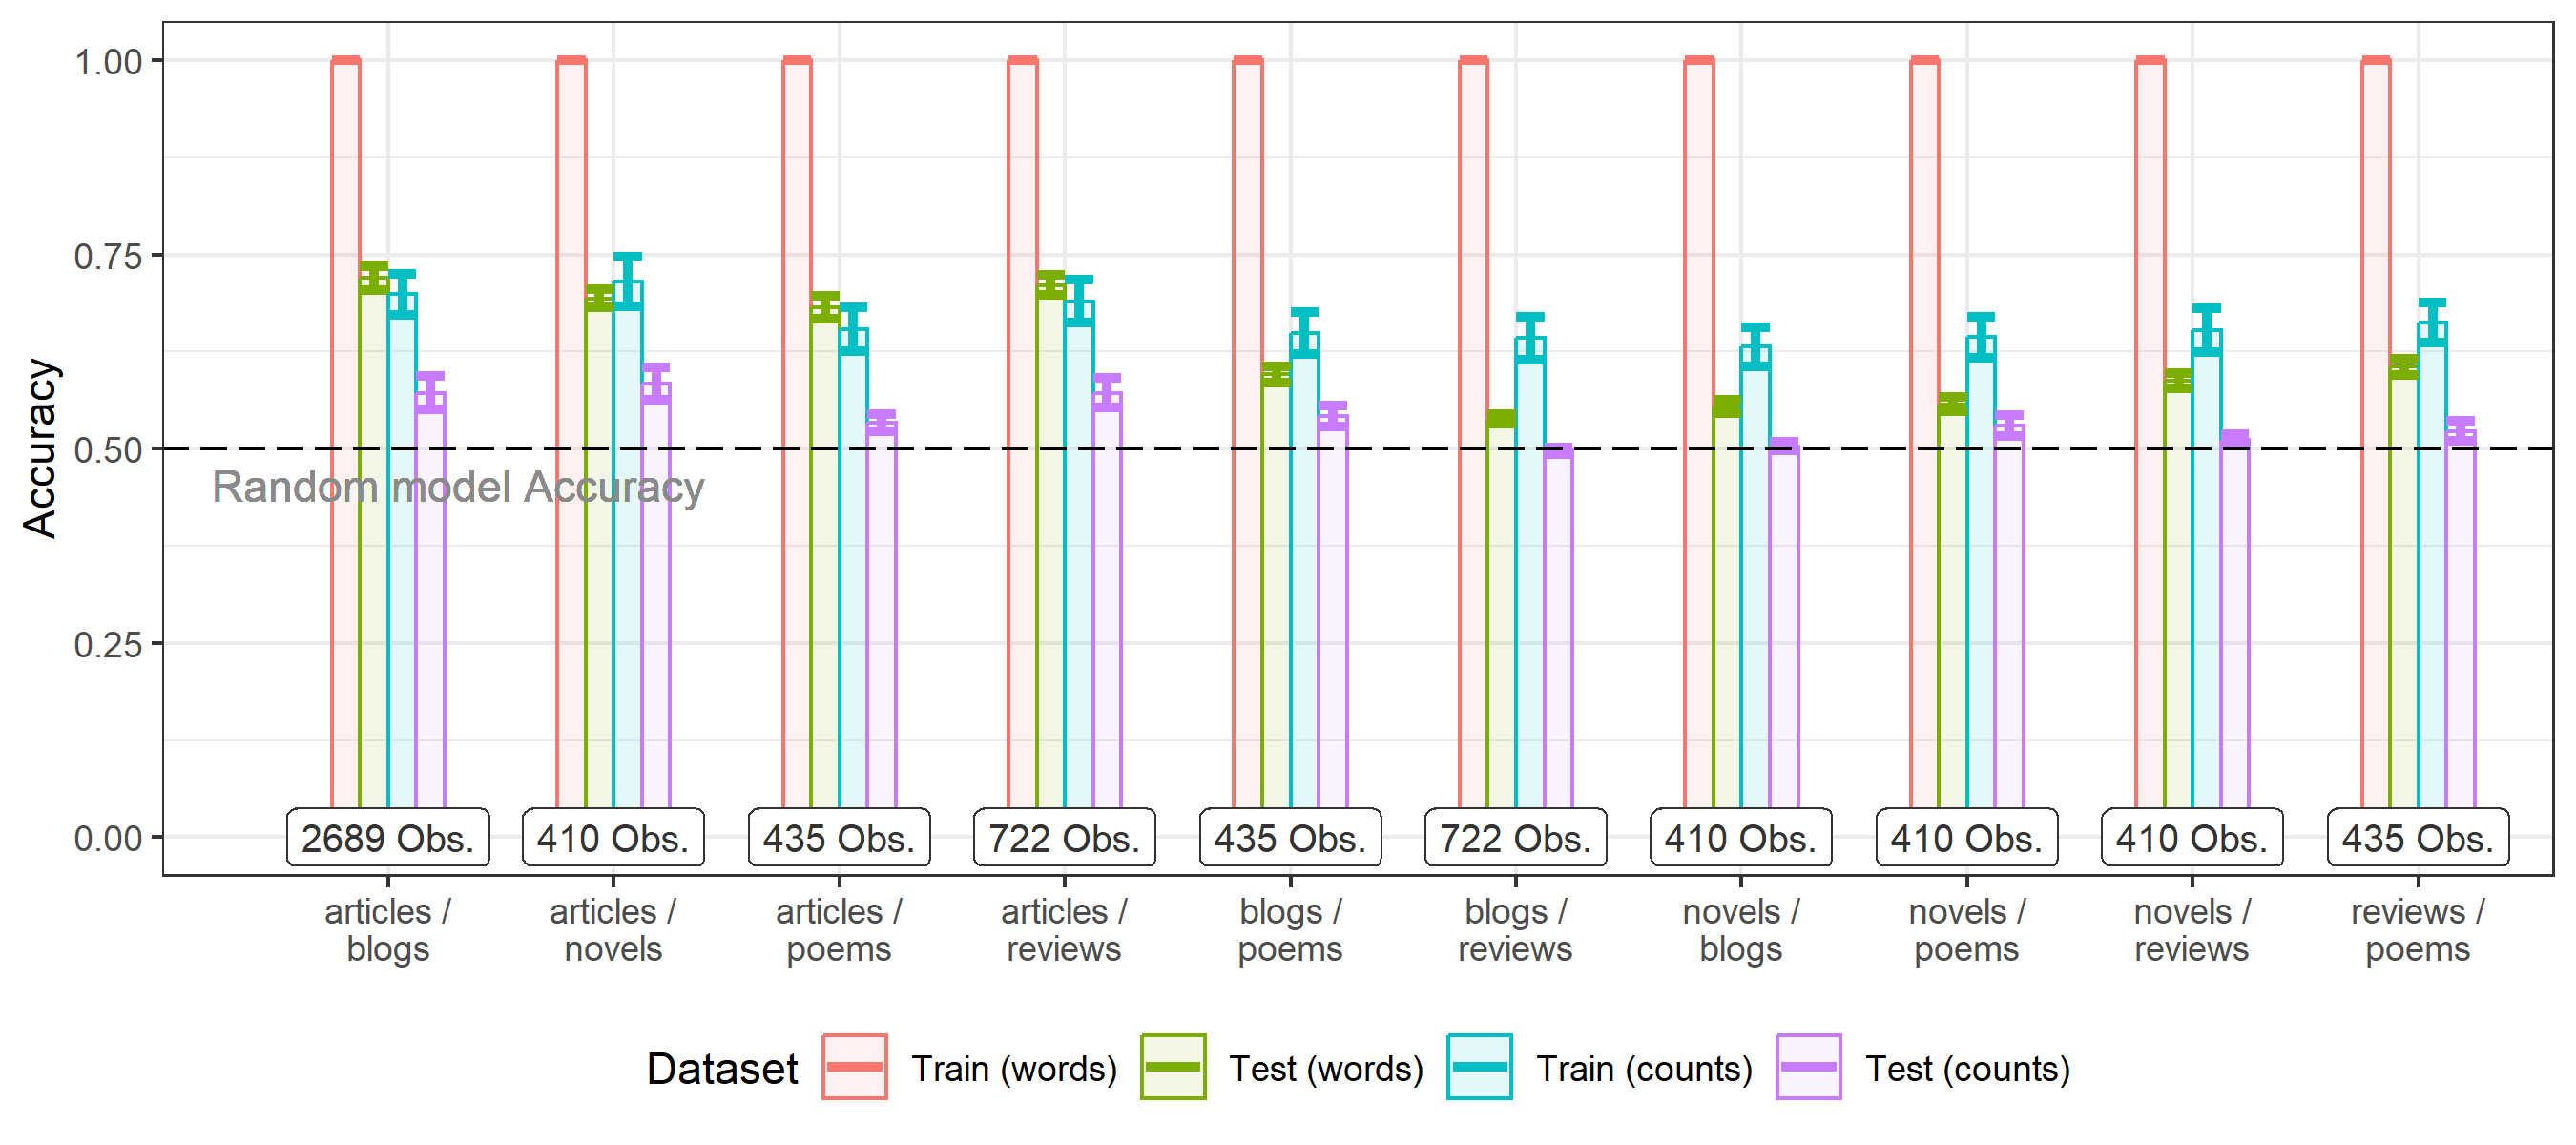 Accuracy
1.00
0.75
0.50
0.25
0.00
Random model Accuracy
2689 Obs.
410 Obs.
435 Obs.
722 Obs.
435 Obs.
722 Obs.
410 Obs.
410 Obs.
410 Obs.
435 Obs.
articles /
blogs
articles /
novels
articles /
poems
articles /
reviews
blogs /
poems
blogs /
reviews
novels /
blogs
novels /
poems
novels /
reviews
reviews /
poems
Dataset
Train (words)
Test (words)
Train (counts)
Test (counts)